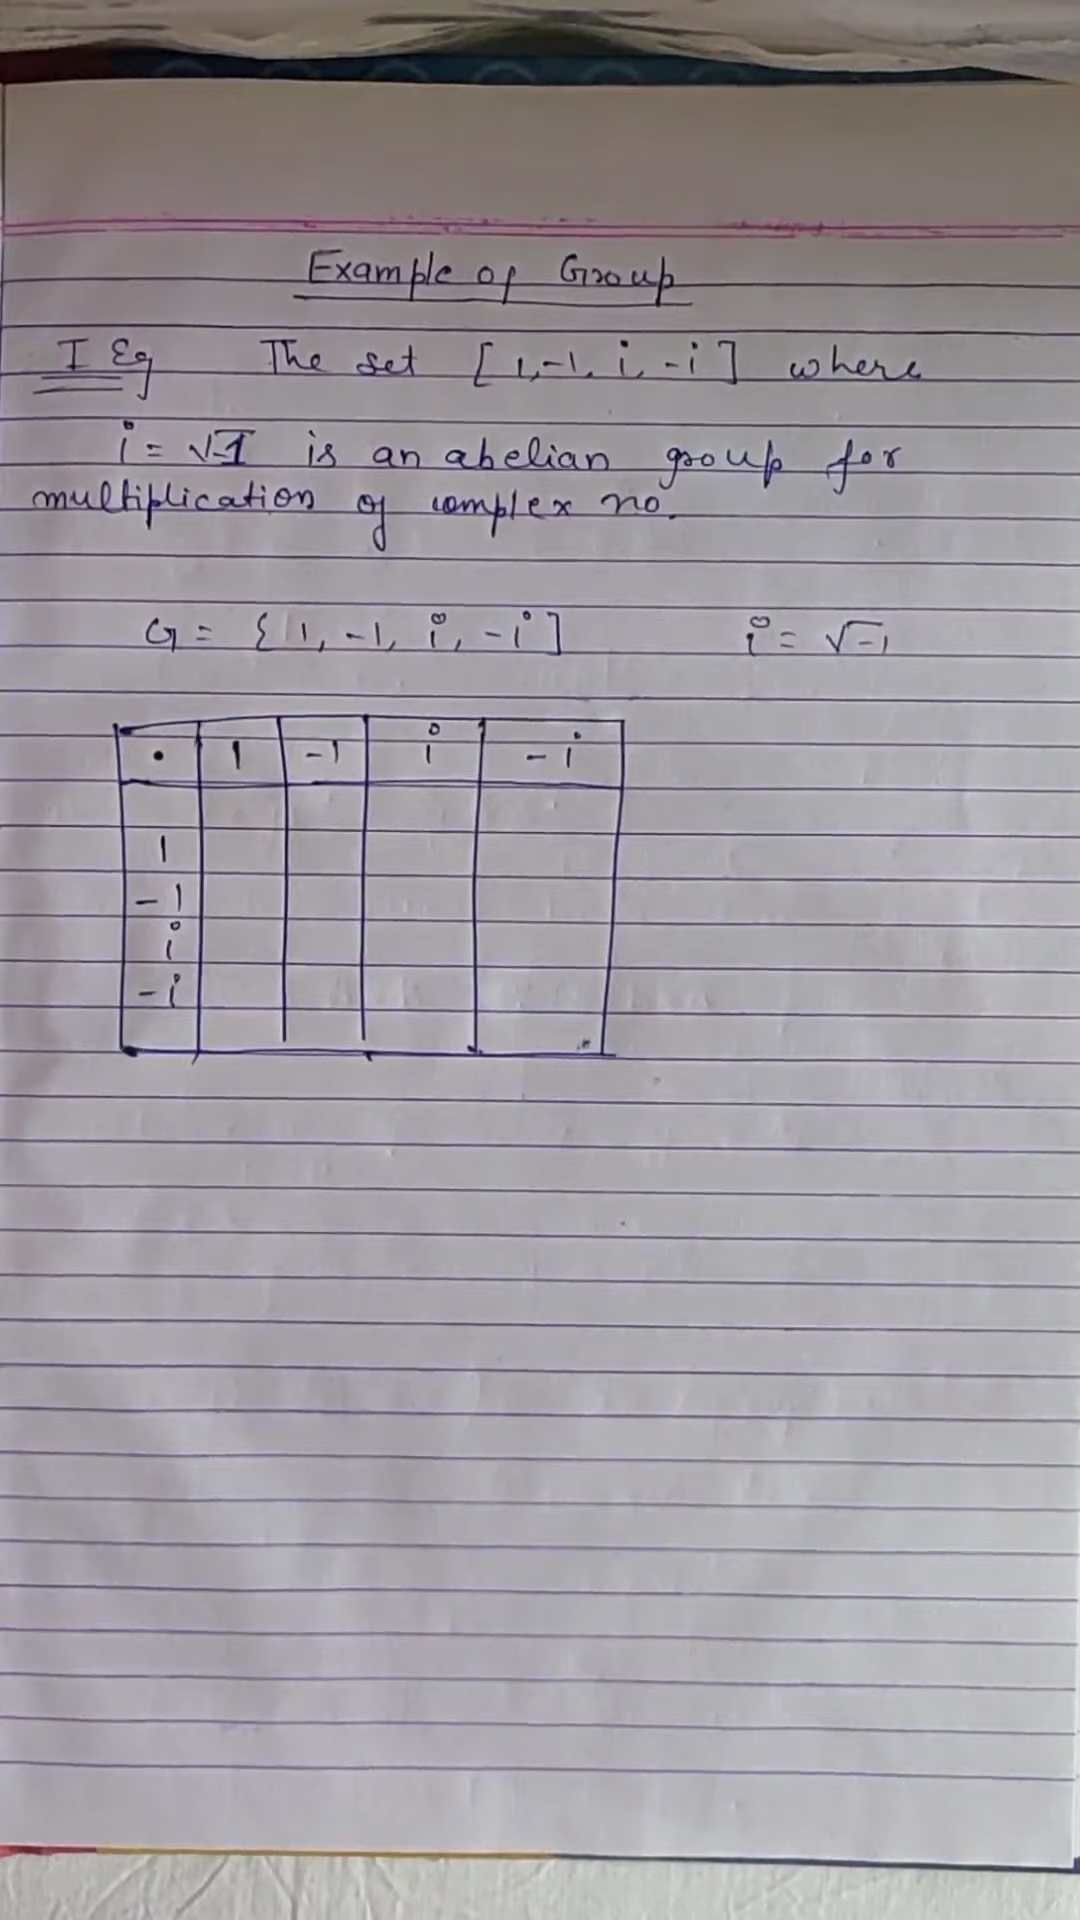 Example of Group
I Eg The set [1,-1, i, -i] where
i = √-1 is an abelian group for
multiplication of complex no.
G = {1, -1, i, -i] i = √-1
• 1 -1 i -i
1
-1
i
-i